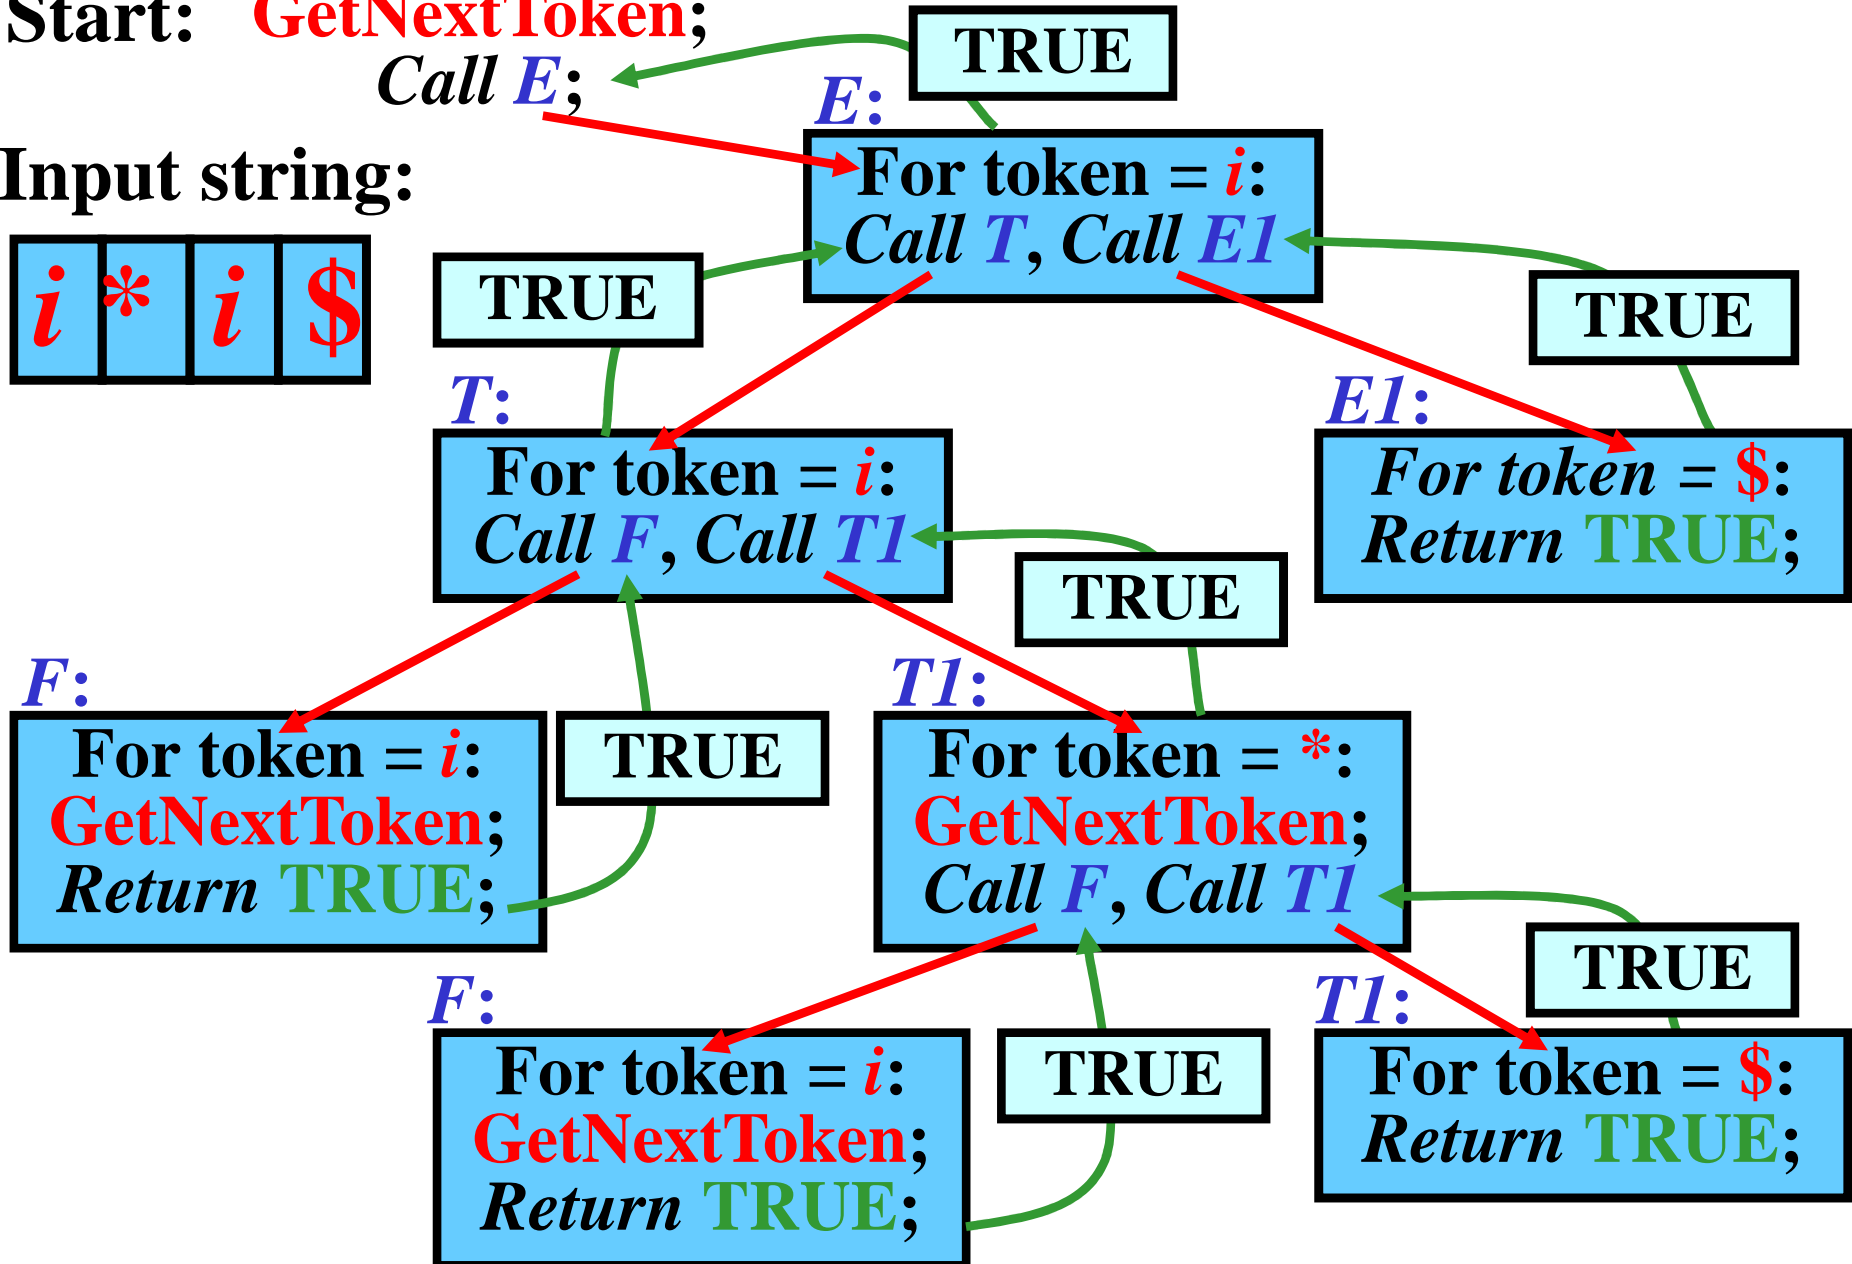 Start: GetNextToken;
Call E;
TRUE
E:
For token = i:
Call T, Call E1
Input string:
i * i $
TRUE
TRUE
T:
For token = i:
Call F, Call T1
E1:
For token = $:
Return TRUE;
TRUE
F:
For token = i:
GetNextToken;
Return TRUE;
TRUE
T1:
For token = *:
GetNextToken;
Call F, Call T1
TRUE
F:
For token = i:
GetNextToken;
Return TRUE;
TRUE
T1:
For token = $:
Return TRUE;